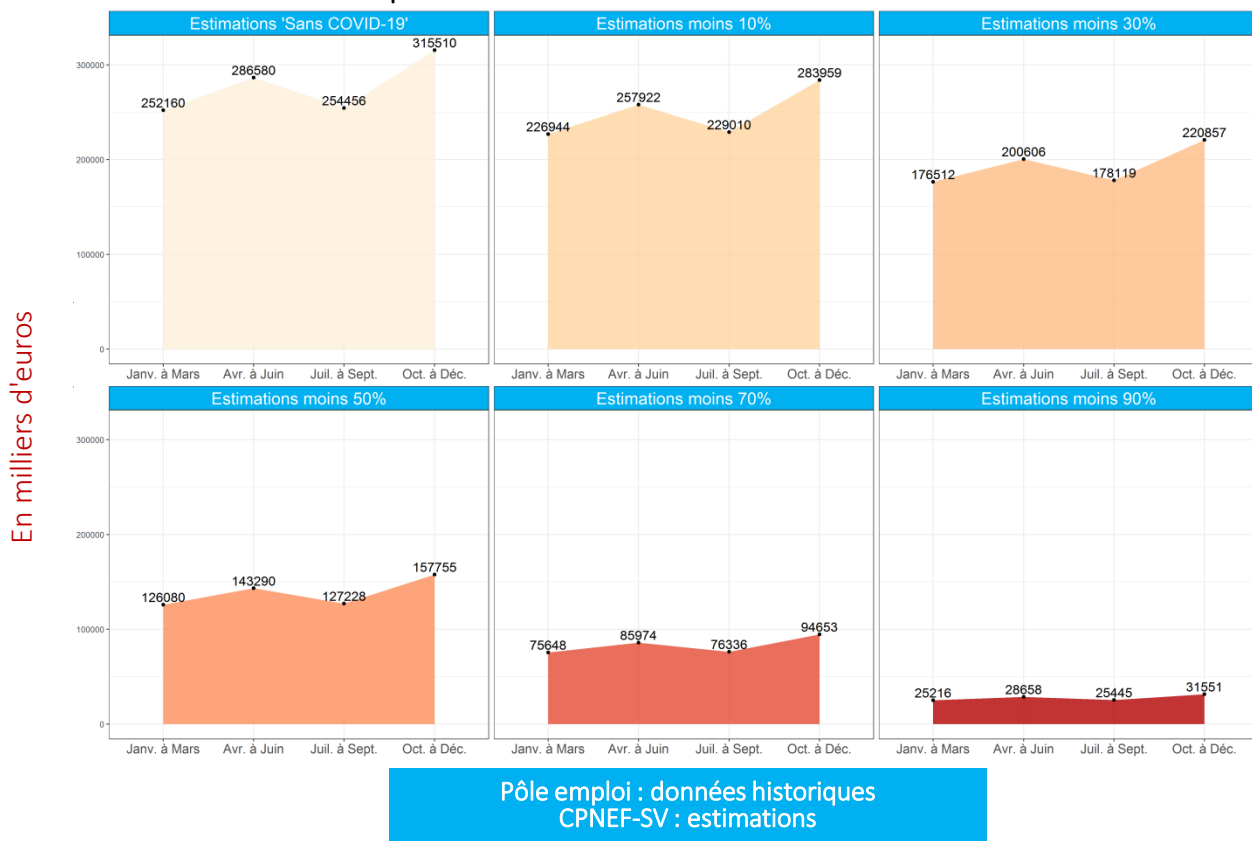 Estimations 'Sans COVID-19'
Estimations moins 10%
Estimations moins 30%
En milliers d'euros
300000
200000
100000
0
252160
286580
254456
315510
226944
257922
229010
283959
176512
200606
178119
220857
Janv. à Mars
Avr. à Juin
Juil. à Sept.
Oct. à Déc.
Janv. à Mars
Avr. à Juin
Juil. à Sept.
Oct. à Déc.
Janv. à Mars
Avr. à Juin
Juil. à Sept.
Oct. à Déc.
Estimations moins 50%
Estimations moins 70%
Estimations moins 90%
300000
200000
100000
0
126080
143290
127228
157755
75648
85974
76336
94653
25216
28658
25445
31551
Janv. à Mars
Avr. à Juin
Juil. à Sept.
Oct. à Déc.
Janv. à Mars
Avr. à Juin
Juil. à Sept.
Oct. à Déc.
Janv. à Mars
Avr. à Juin
Juil. à Sept.
Oct. à Déc.
Pôle emploi : données historiques
CPNEF-SV : estimations